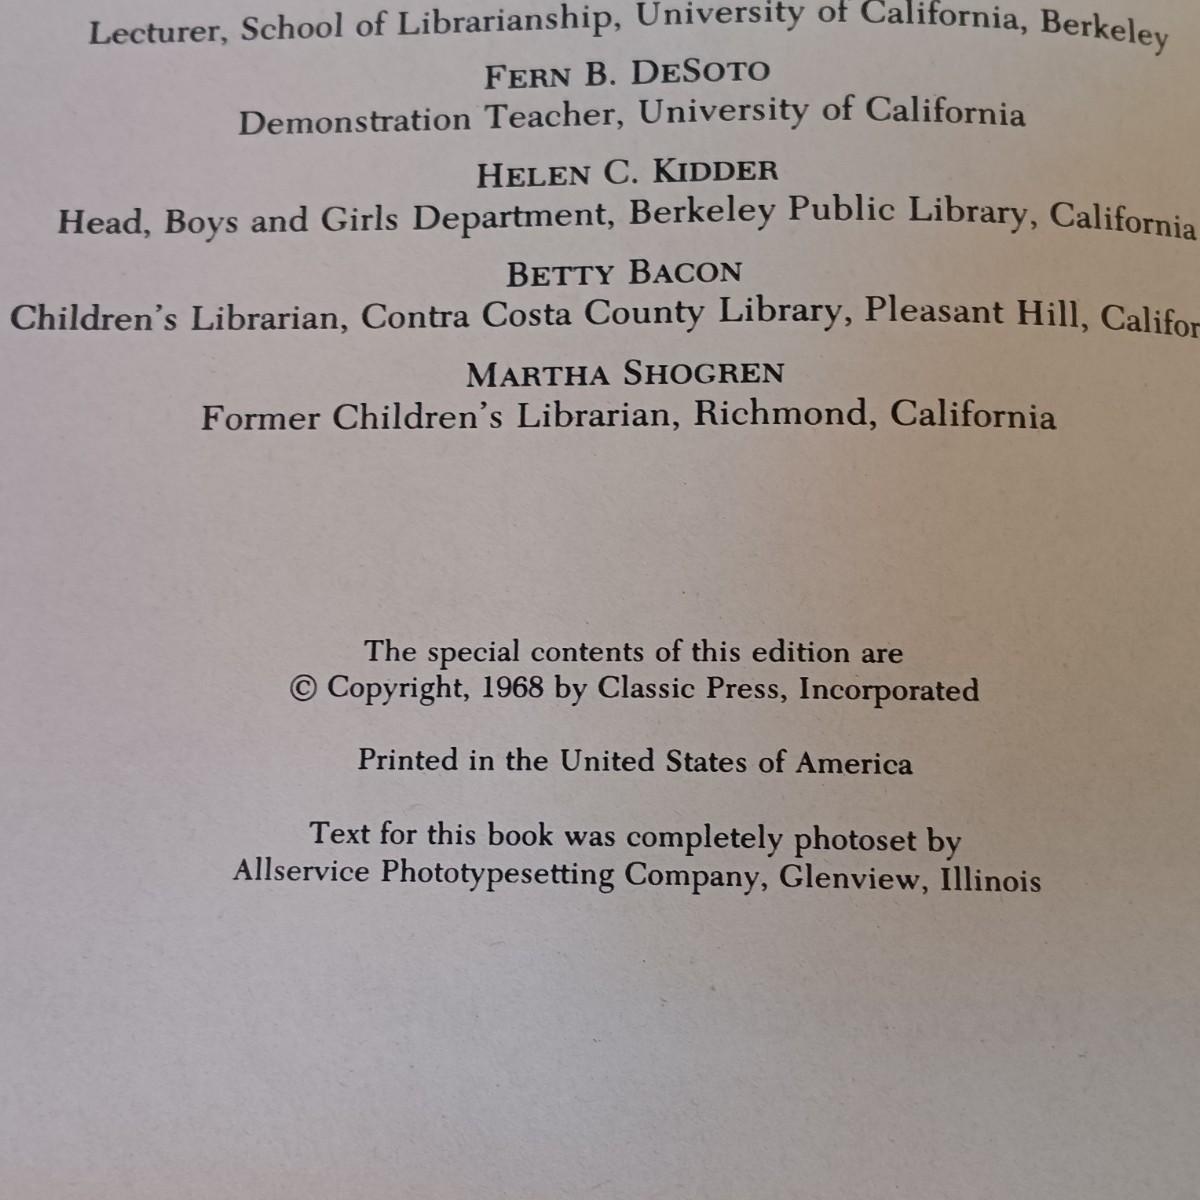 Lecturer, School of Librarianship, University of California, Berkeley
FERN B. DESOTO
Demonstration Teacher, University of California
HELEN C. KIDDER
Head, Boys and Girls Department, Berkeley Public Library, California
BETTY BACON
Children's Librarian, Contra Costa County Library, Pleasant Hill, Califor
MARTHA SHOGREN
Former Children's Librarian, Richmond, California
The special contents of this edition are
© Copyright, 1968 by Classic Press, Incorporated
Printed in the United States of America
Text for this book was completely photoset by
Allservice Phototypesetting Company, Glenview, Illinois